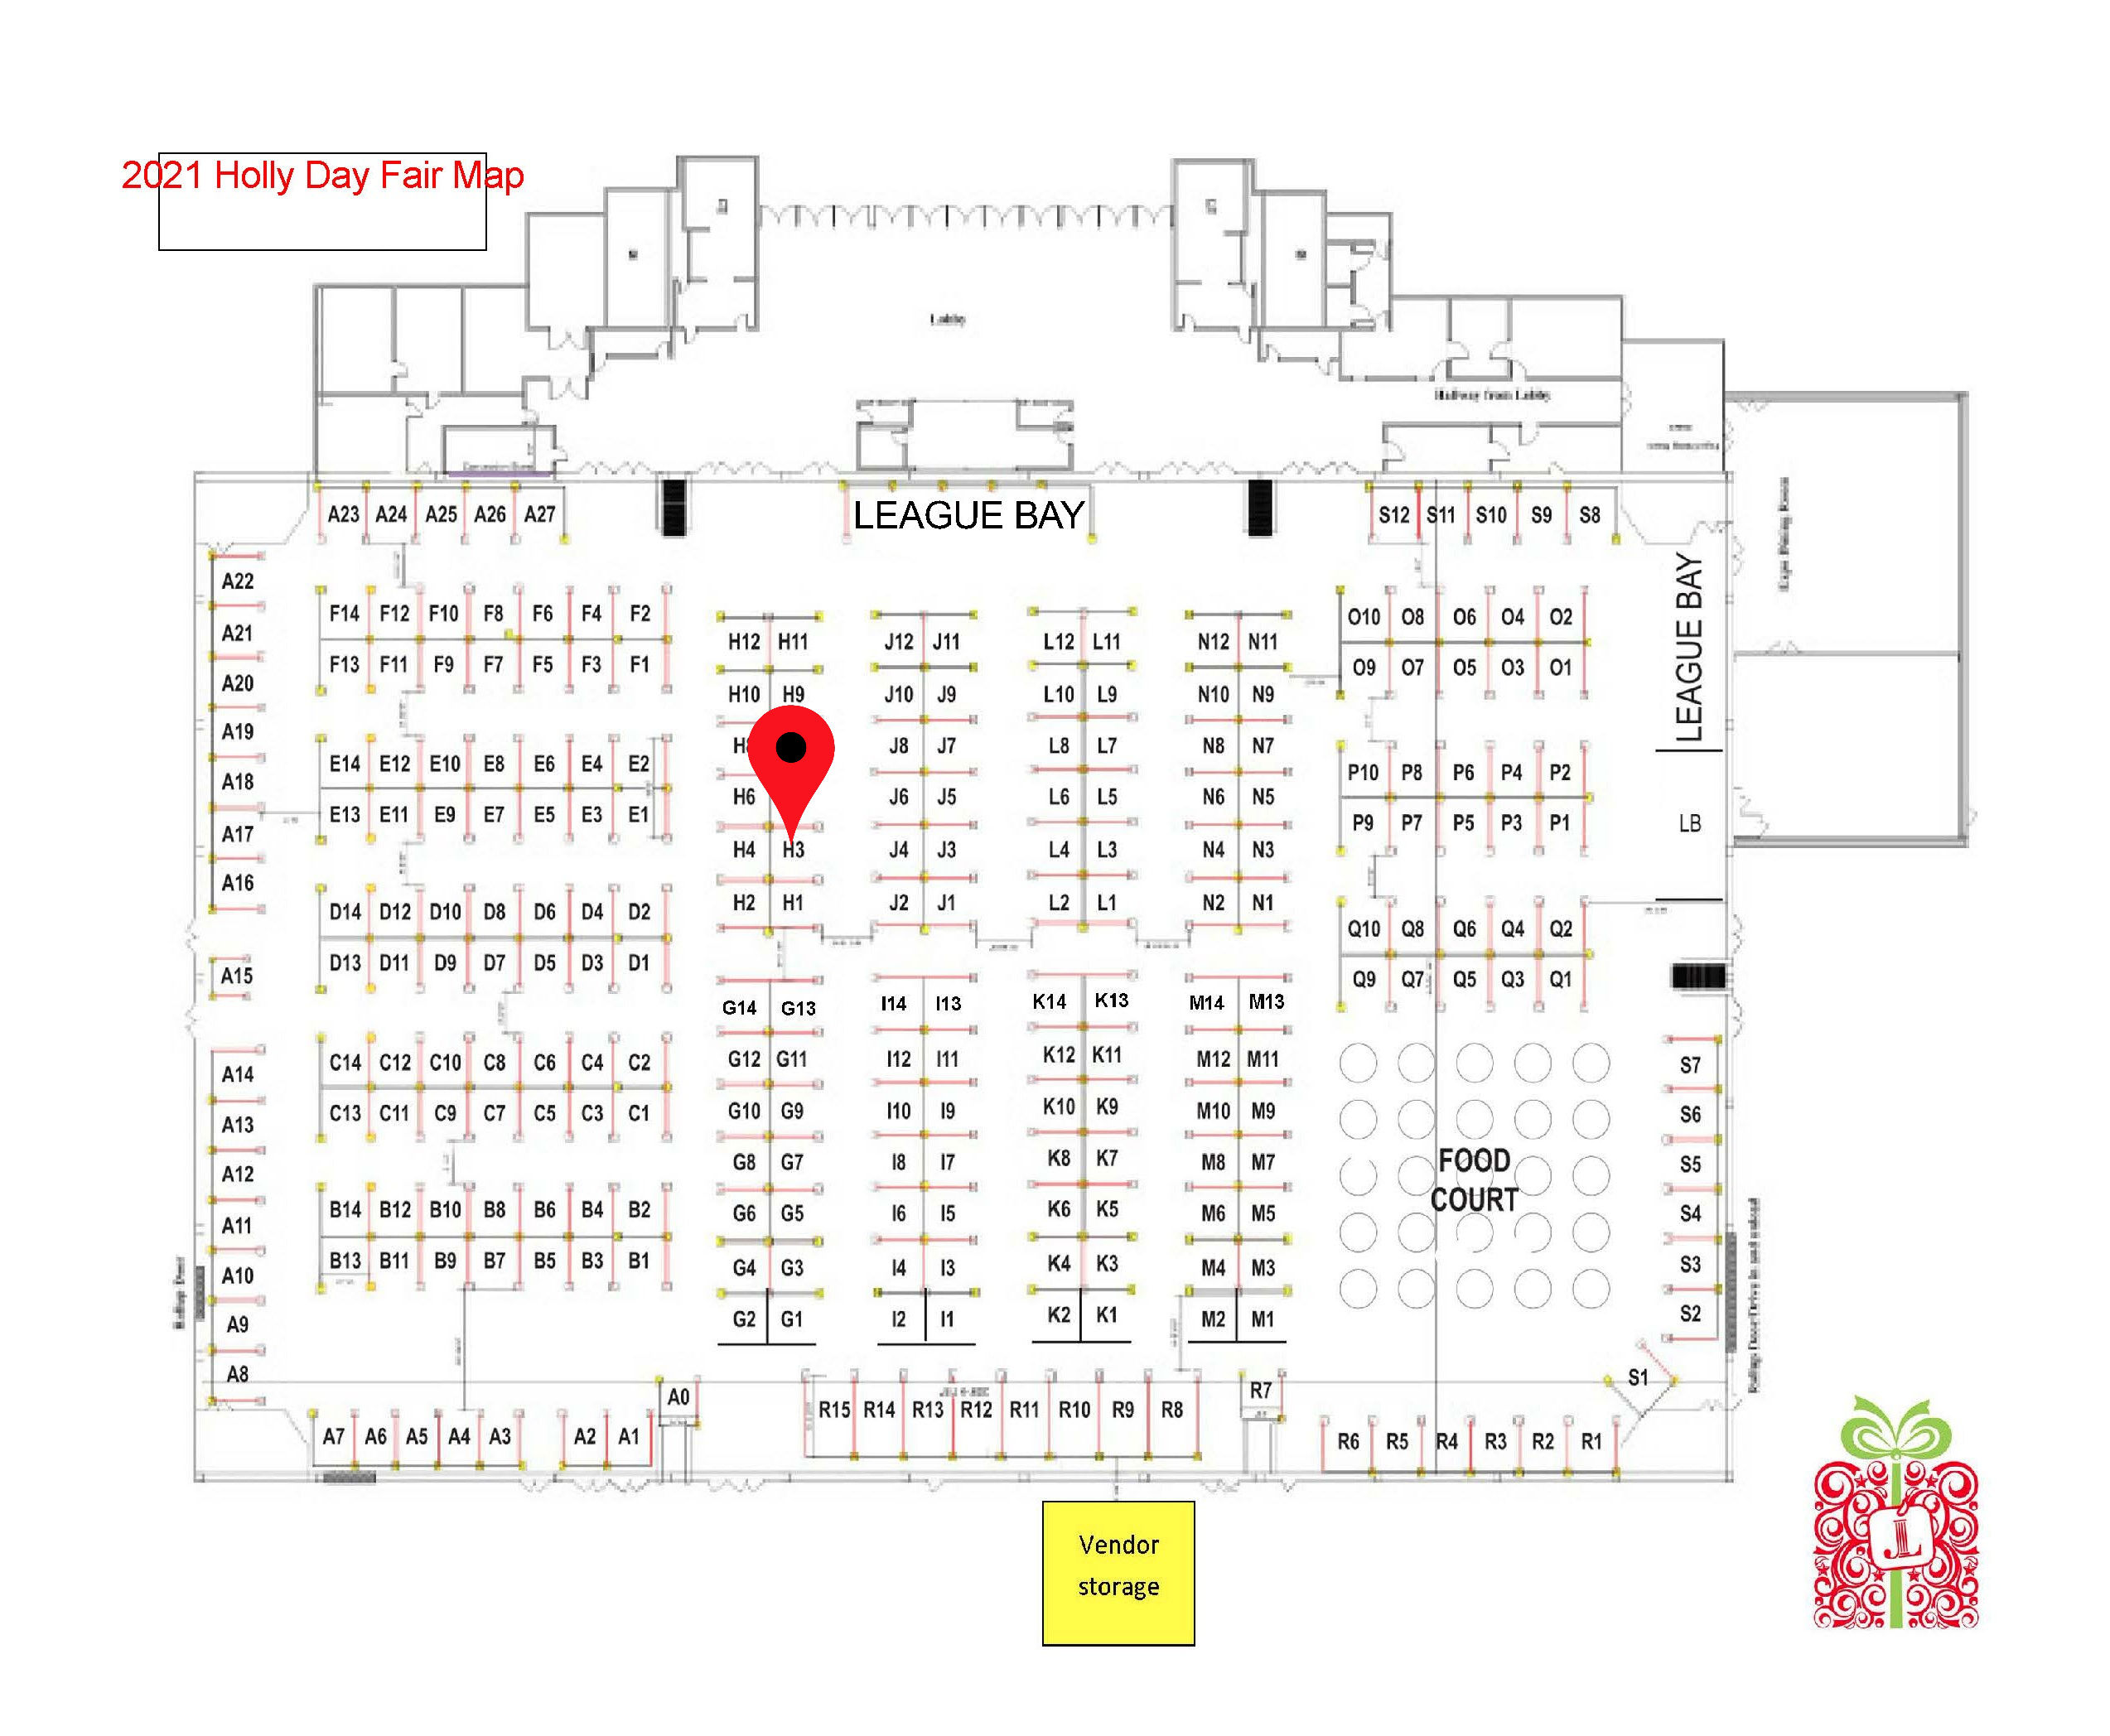 2021 Holly Day Fair Map
Lobby
Hallway from Lobby
LEAGUE BAY
A23 A24 A25 A26 A27
S12 S11 S10 S9 S8
LEAGUE BAY
A22
A21
A20
A19
A18
A17
A16
A15
A14
A13
A12
A11
A10
A9
A8
F14 F12 F10 F8 F6 F4 F2
F13 F11 F9 F7 F5 F3 F1
E14 E12 E10 E8 E6 E4 E2
E13 E11 E9 E7 E5 E3 E1
D14 D12 D10 D8 D6 D4 D2
D13 D11 D9 D7 D5 D3 D1
C14 C12 C10 C8 C6 C4 C2
C13 C11 C9 C7 C5 C3 C1
B14 B12 B10 B8 B6 B4 B2
B13 B11 B9 B7 B5 B3 B1
H12 H11
H10 H9
H6
H4 H3
H2 H1
G14 G13
G12 G11
G10 G9
G8 G7
G6 G5
G4 G3
G2 G1
J12 J11
J10 J9
J8 J7
J6 J5
J4 J3
J2 J1
I14 I13
I12 I11
I10 I9
I8 I7
I6 I5
I4 I3
I2 I1
L12 L11
L10 L9
L8 L7
L6 L5
L4 L3
L2 L1
K14 K13
K12 K11
K10 K9
K8 K7
K6 K5
K4 K3
K2 K1
N12 N11
N10 N9
N8 N7
N6 N5
N4 N3
N2 N1
M14 M13
M12 M11
M10 M9
M8 M7
M6 M5
M4 M3
M2 M1
O10 O8 O6 O4 O2
O9 O7 O5 O3 O1
P10 P8 P6 P4 P2
P9 P7 P5 P3 P1
LB
Q10 Q8 Q6 Q4 Q2
Q9 Q7 Q5 Q3 Q1
FOOD
COURT
S7
S6
S5
S4
S3
S2
S1
A7 A6 A5 A4 A3 A2 A1
A0
R15 R14 R13 R12 R11 R10 R9 R8
R7
R6 R5 R4 R3 R2 R1
Vendor
storage
JL